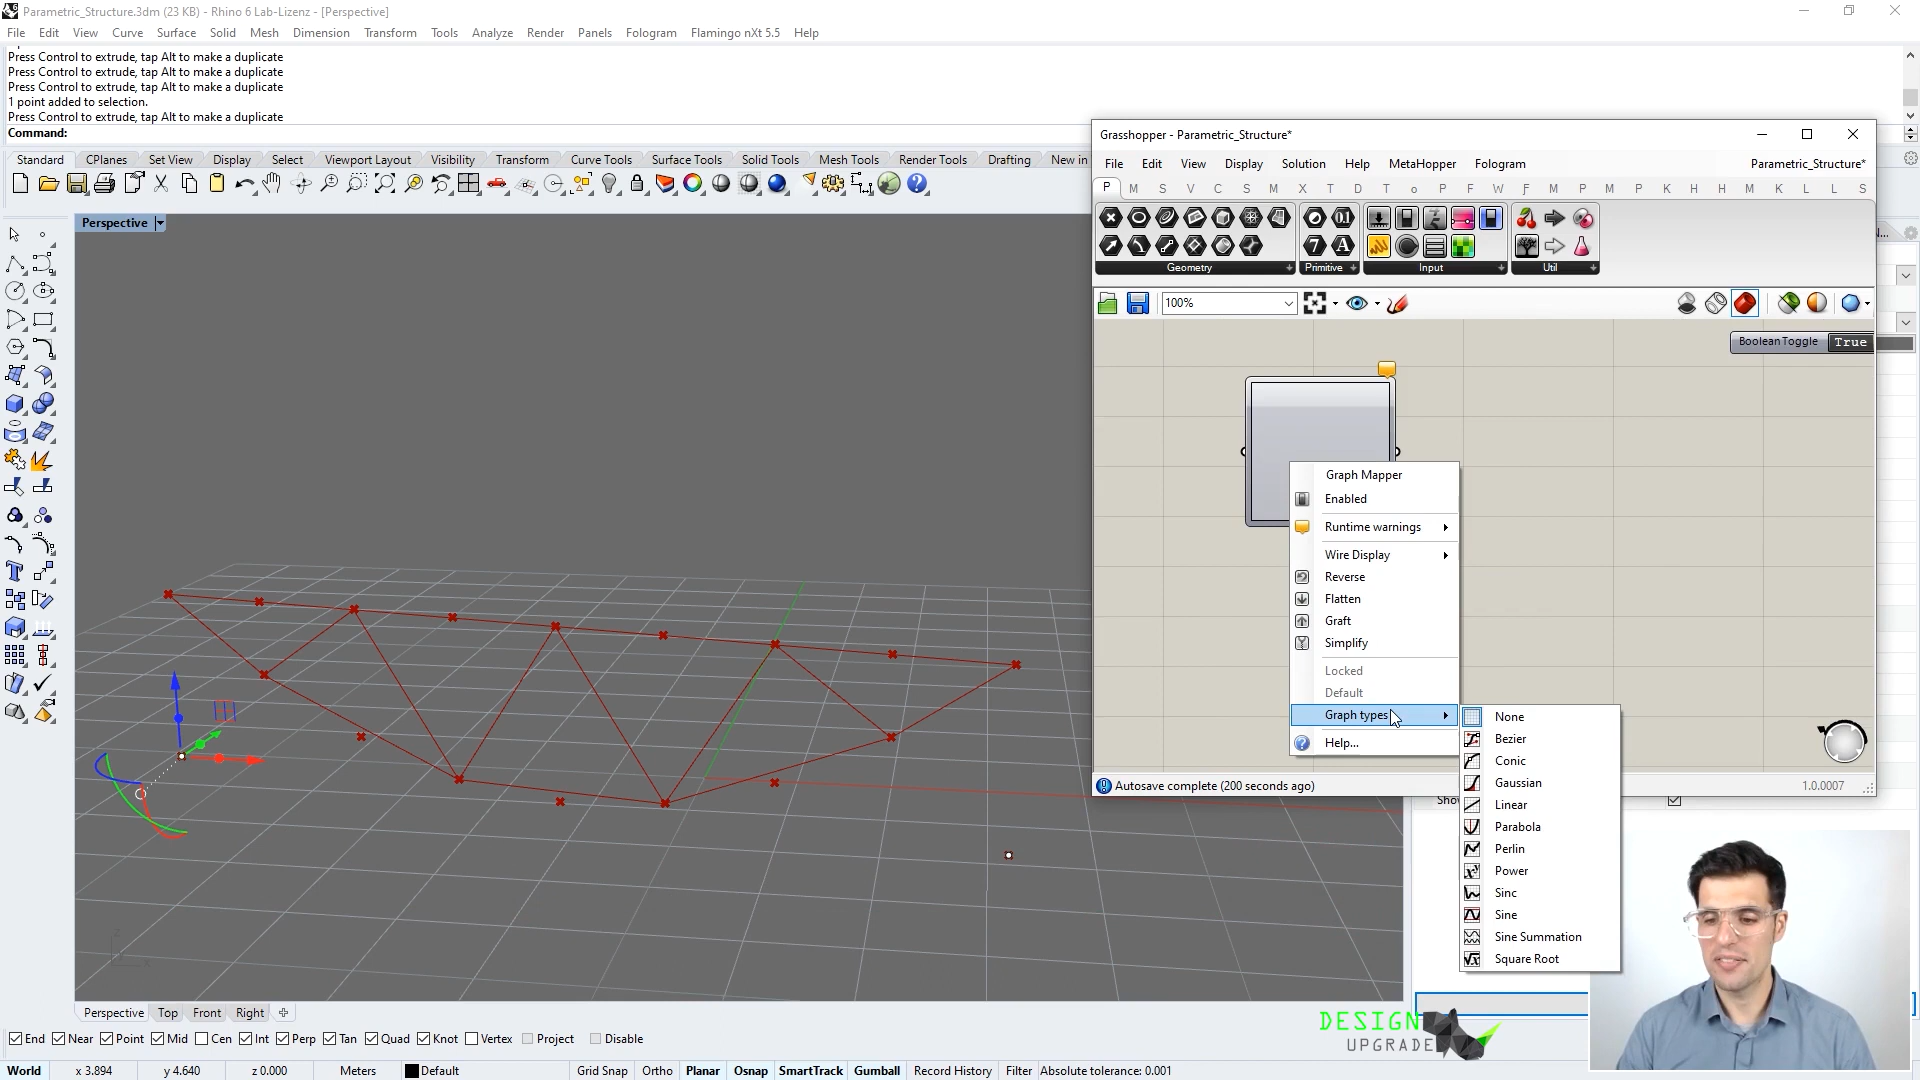 Parametric_Structure.3dm (23 KB) - Rhino 6 Lab-Lizenz - [Perspective]
File Edit View Curve Surface Solid Mesh Dimension Transform Tools Analyze Render Panels Fologram Flamingo nXt 5.5 Help
Press Control to extrude, tap Alt to make a duplicate
Press Control to extrude, tap Alt to make a duplicate
Press Control to extrude, tap Alt to make a duplicate
1 point added to selection.
Press Control to extrude, tap Alt to make a duplicate
Command:
Standard CPlanes Set View Display Select Viewport Layout Visibility Transform Curve Tools Surface Tools Solid Tools Mesh Tools Render Tools Drafting New in
Perspective
Grasshopper - Parametric_Structure*
File Edit View Display Solution Help MetaHopper Fologram Parametric_Structure*
P M S V C S M X T D T o P F W F M P M P K H H M K L L S
Geometry Primitive Input Util
100%
Boolean Toggle True
Graph Mapper
Enabled
Runtime warnings
Wire Display
Reverse
Flatten
Graft
Simplify
Locked
Default
Graph types
Help...
None
Bezier
Conic
Gaussian
Linear
Parabola
Perlin
Power
Sinc
Sine
Sine Summation
Square Root
Autosave complete (200 seconds ago) 1.0.0007
z
x
DESIGN
UPGRADE
Perspective Top Front Right
End Near Point Mid Cen Int Perp Tan Quad Knot Vertex Project Disable
World x 3.894 y 4.640 z 0.000 Meters Default Grid Snap Ortho Planar Osnap SmartTrack Gumball Record History Filter Absolute tolerance: 0.001